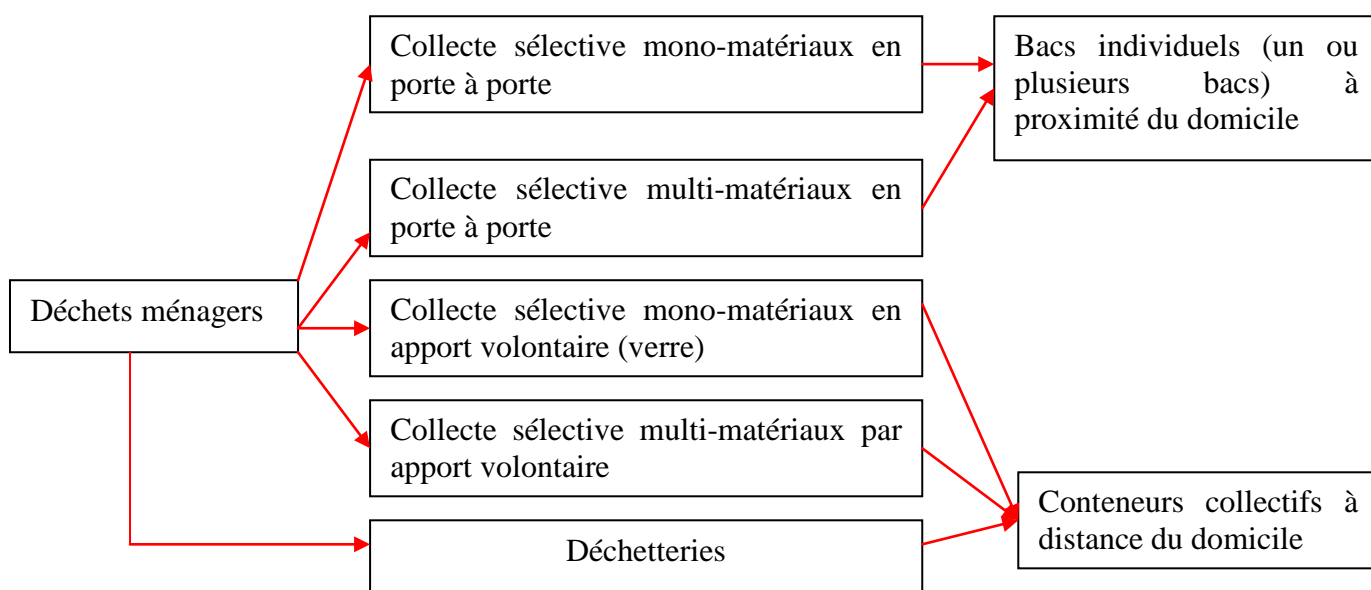 Collecte sélective mono-matériaux en
porte à porte
Bacs individuels (un ou
plusieurs bacs) à
proximité du domicile
Collecte sélective multi-matériaux en
porte à porte
Déchets ménagers
Collecte sélective mono-matériaux en
apport volontaire (verre)
Collecte sélective multi-matériaux par
apport volontaire
Conteneurs collectifs à
distance du domicile
Déchetteries